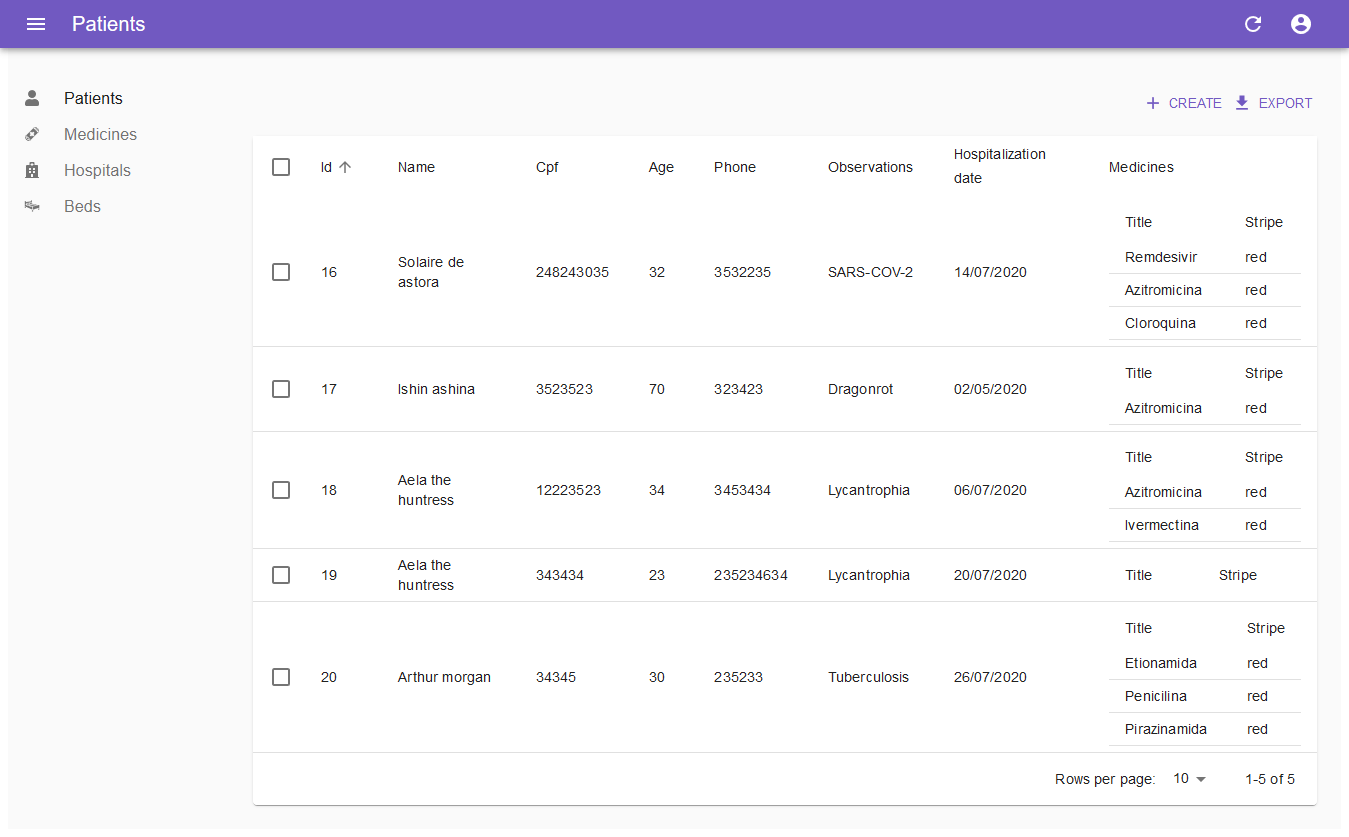 Patients
Patients
Medicines
Hospitals
Beds
CREATE EXPORT
Id Name Cpf Age Phone Observations Hospitalization date Medicines
Title Stripe
16 Solaire de astora 248243035 32 3532235 SARS-COV-2 14/07/2020
Remdesivir red
Azitromicina red
Cloroquina red
17 Ishin ashina 3523523 70 323423 Dragonrot 02/05/2020
Title Stripe
Azitromicina red
18 Aela the huntress 12223523 34 3453434 Lycantrophia 06/07/2020
Title Stripe
Azitromicina red
Ivermectina red
19 Aela the huntress 343434 23 235234634 Lycantrophia 20/07/2020
Title Stripe
20 Arthur morgan 34345 30 235233 Tuberculosis 26/07/2020
Title Stripe
Etionamida red
Penicilina red
Pirazinamida red
Rows per page: 10 1-5 of 5